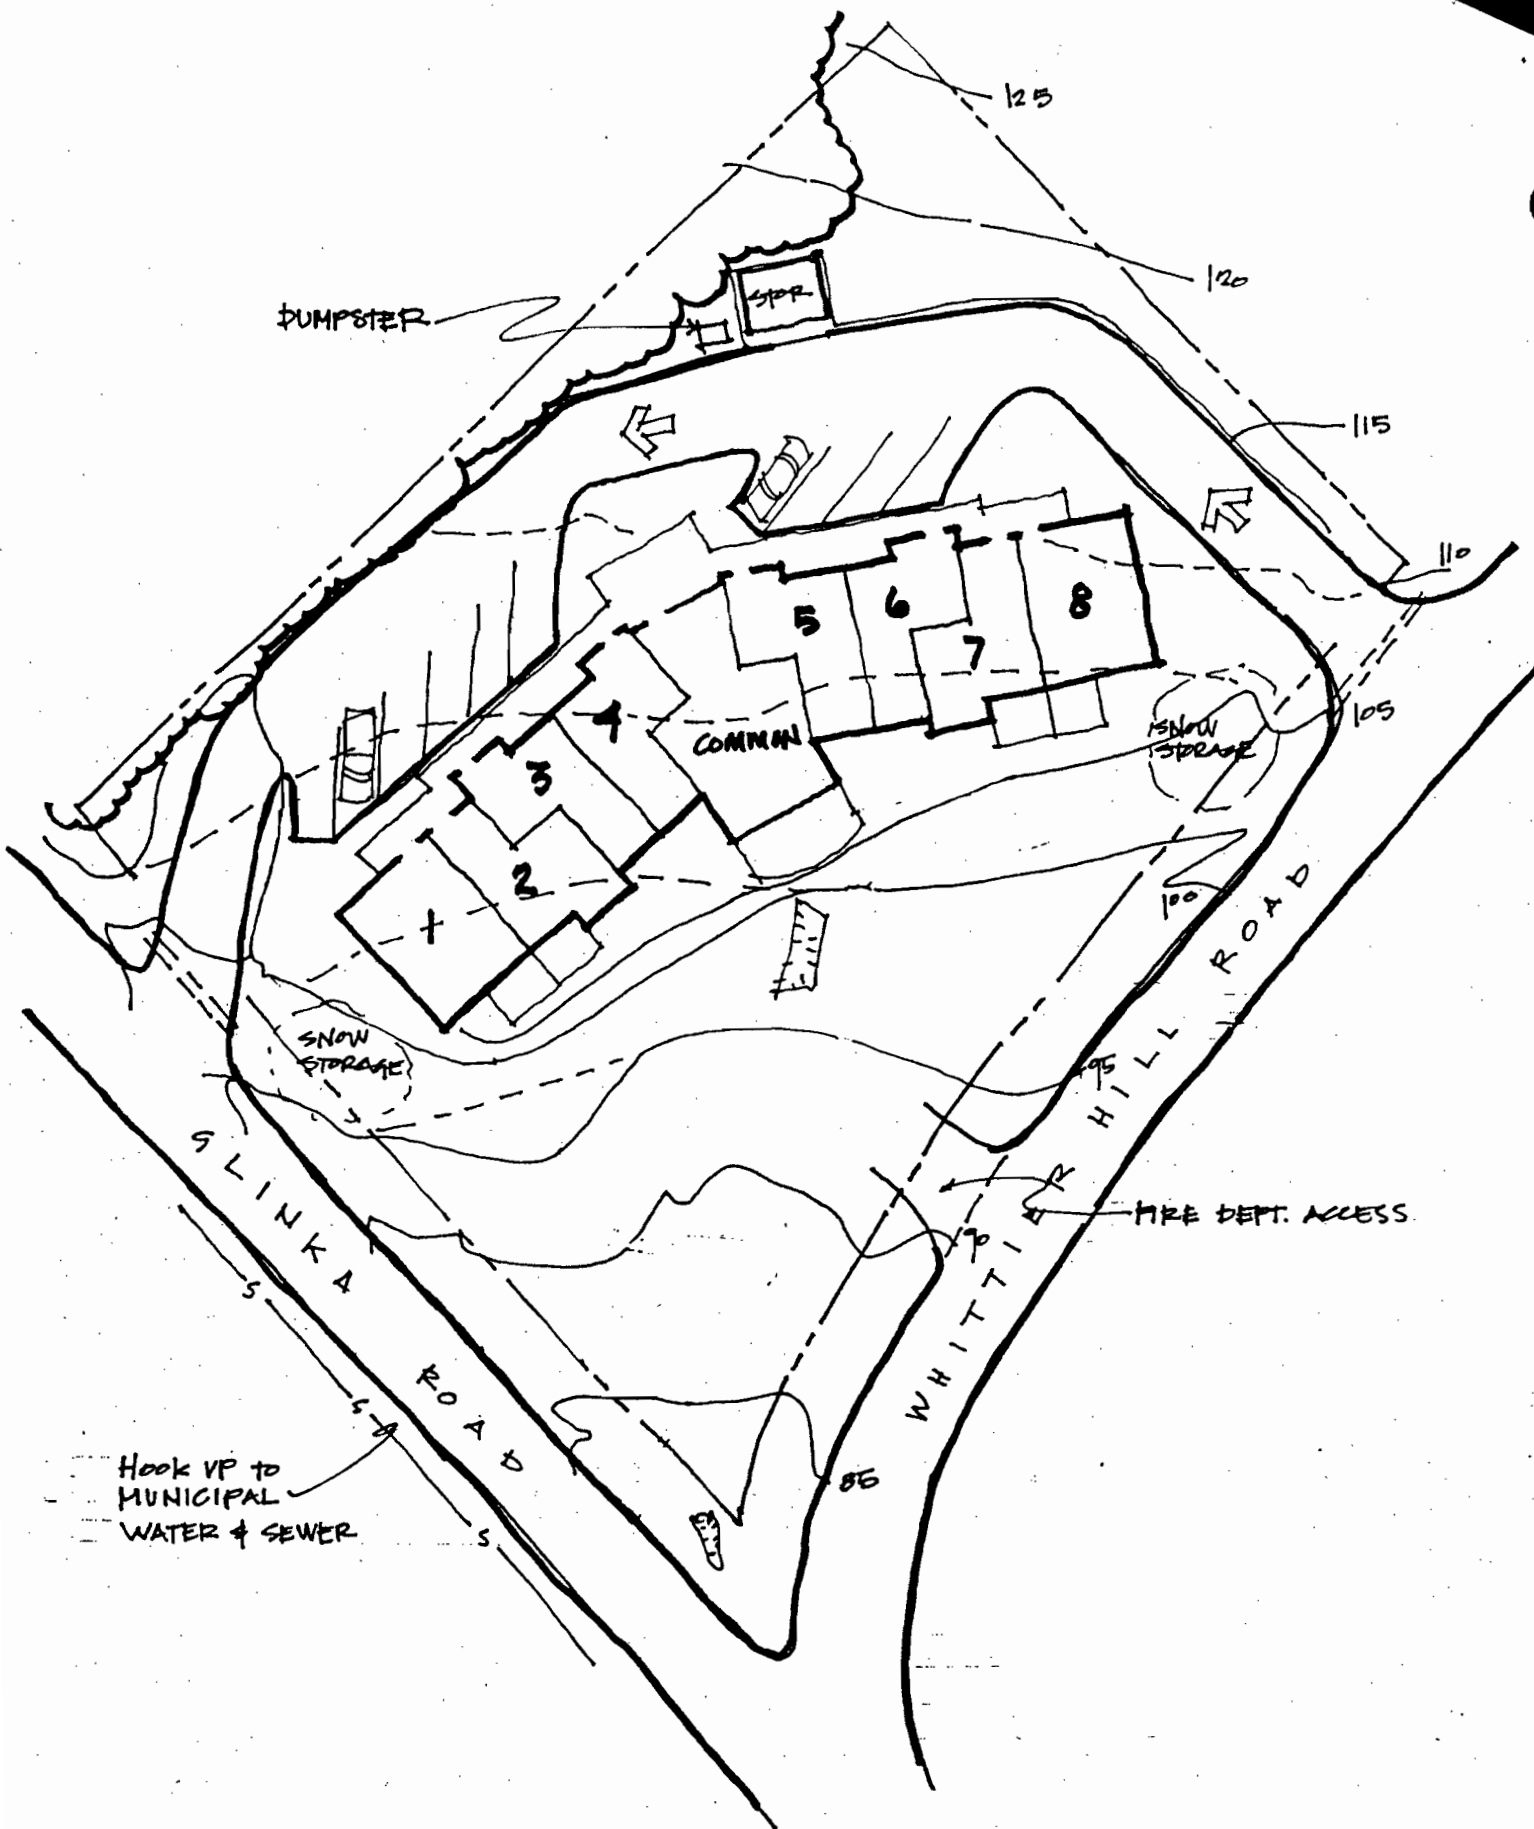 125
120
DUMPSTER
STOR
115
110
5
6
8
7
4
COMMON
SNOW
STORAGE
105
3
2
1
100
SNOW
STORAGE
95
SLINKA ROAD
WHITTIER HILL ROAD
FIRE DEPT. ACCESS
90
S
S
S
HOOK UP TO
MUNICIPAL
WATER & SEWER
85